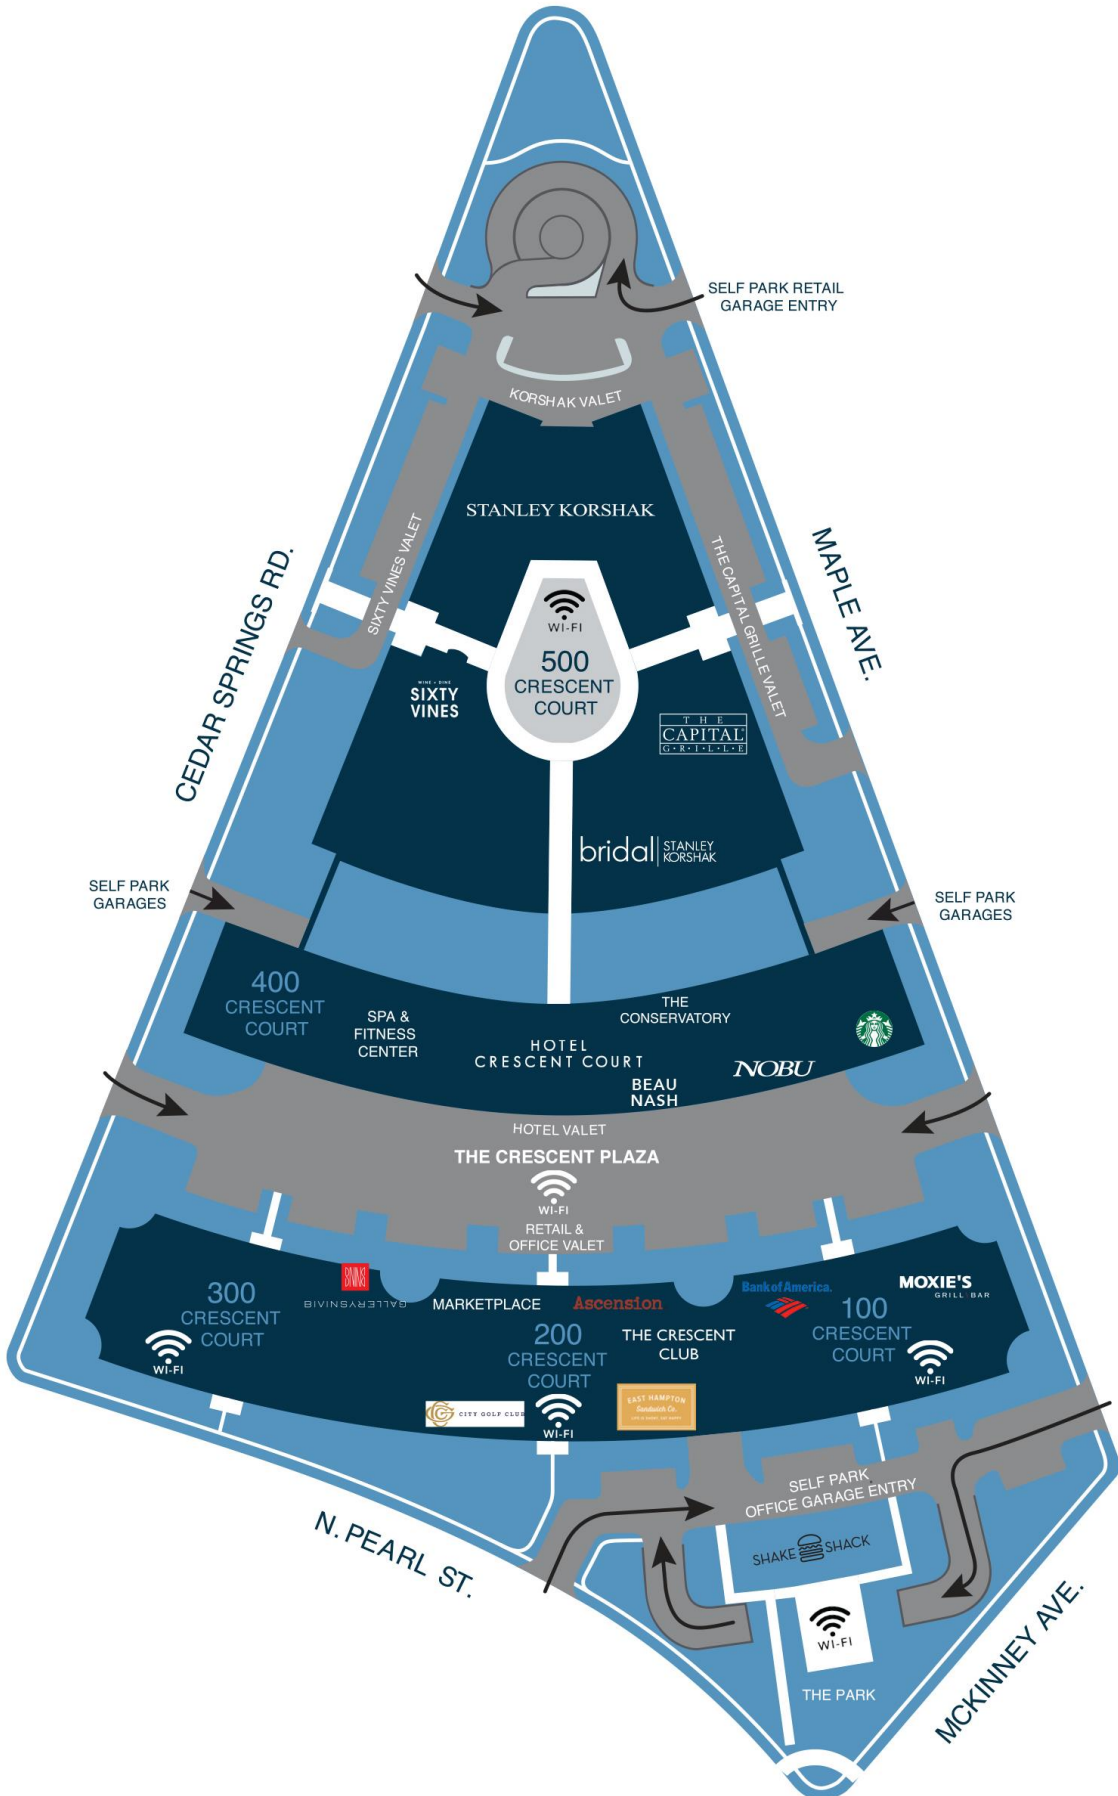 SELF PARK RETAIL
GARAGE ENTRY
KORSHAK VALET
STANLEY KORSHAK
SIXTY VINES VALET
THE CAPITAL GRILLE VALET
CEDAR SPRINGS RD.
MAPLE AVE.
WI-FI
500
CRESCENT
COURT
WINE + DINE
SIXTY
VINES
THE
CAPITAL
G·R·I·L·L·E
bridal
STANLEY
KORSHAK
SELF PARK
GARAGES
SELF PARK
GARAGES
400
CRESCENT
COURT
SPA &
FITNESS
CENTER
HOTEL
CRESCENT COURT
THE
CONSERVATORY
BEAU
NASH
NOBU
HOTEL VALET
THE CRESCENT PLAZA
WI-FI
RETAIL &
OFFICE VALET
300
CRESCENT
COURT
WI-FI
GALLERYSNIVIB
MARKETPLACE
Ascension
200
CRESCENT
COURT
THE CRESCENT
CLUB
Bank of America.
100
CRESCENT
COURT
MOXIE'S
GRILL BAR
WI-FI
CITY GOLF CLUB
WI-FI
EAST HAMPTON
Sandwich Co.
SELF PARK
OFFICE GARAGE ENTRY
SHAKE SHACK
WI-FI
THE PARK
N. PEARL ST.
MCKINNEY AVE.